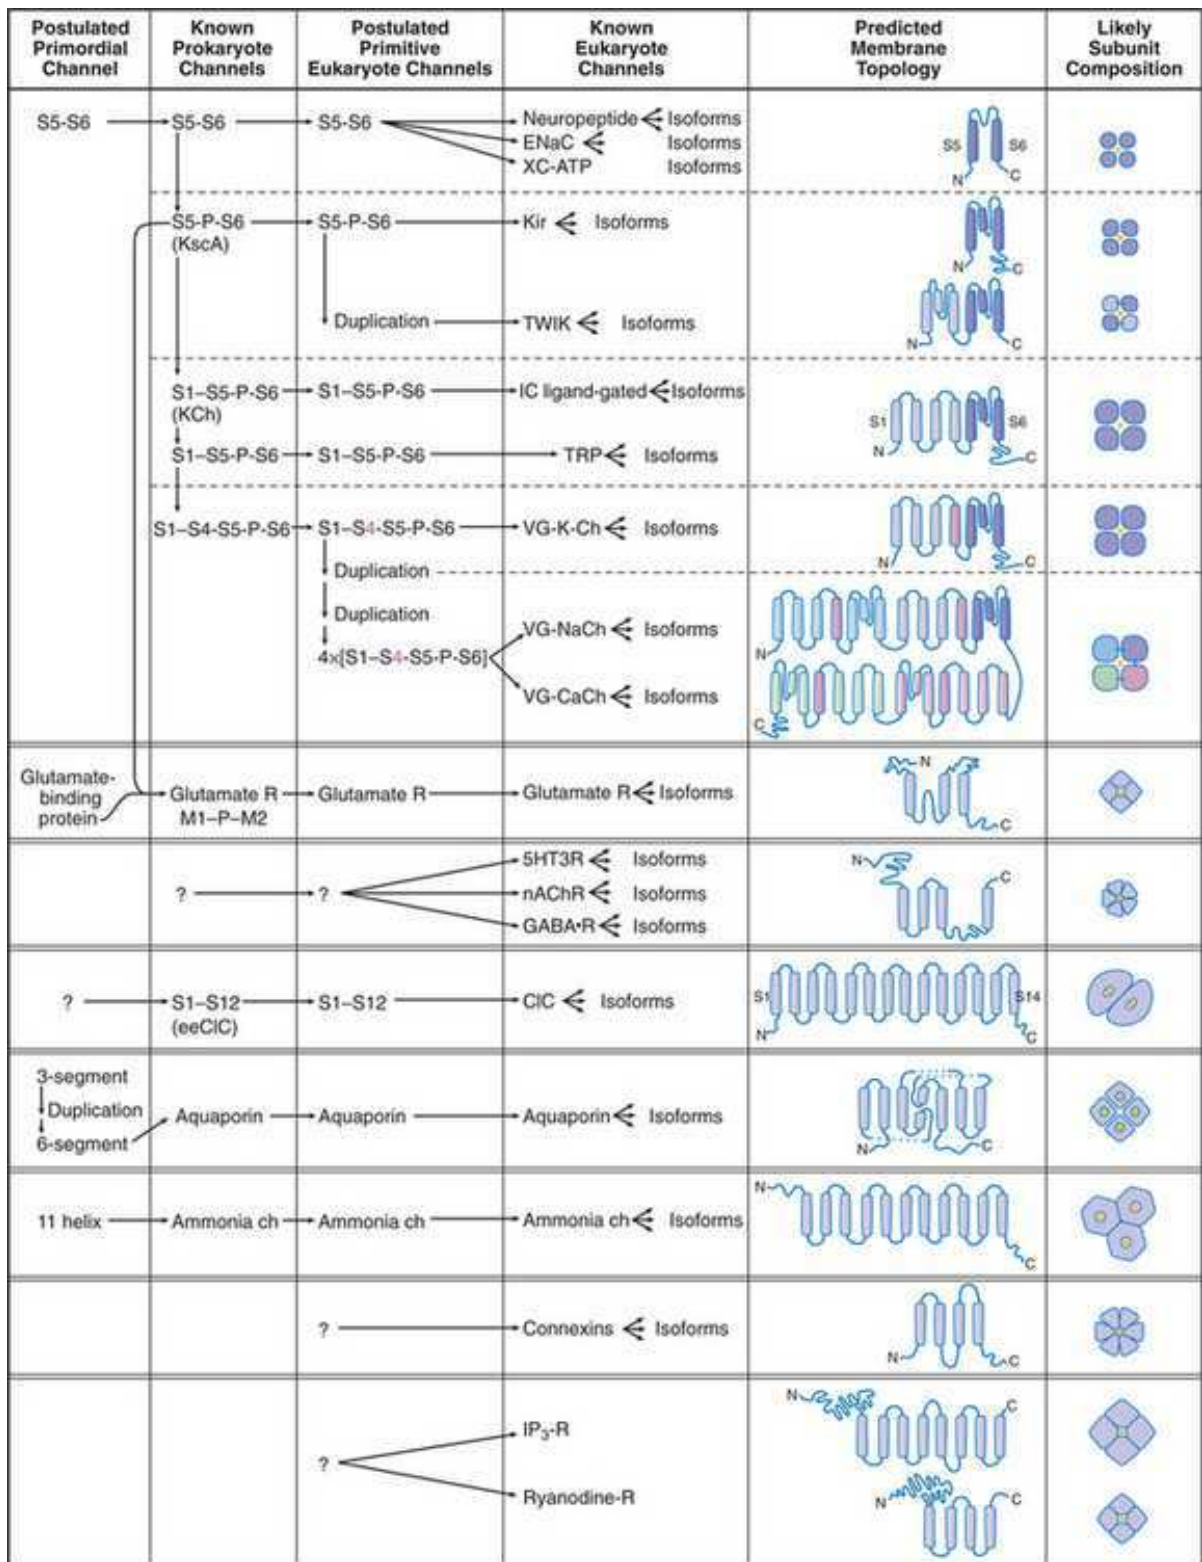 Postulated
Primordial
Channel
Known
Prokaryote
Channels
Postulated
Primitive
Eukaryote Channels
Known
Eukaryote
Channels
Predicted
Membrane
Topology
Likely
Subunit
Composition
S5-S6
S5-S6
S5-S6
Neuropeptide
Isoforms
ENaC
Isoforms
XC-ATP
Isoforms
S5
S6
N
C
S5-P-S6
(KscA)
S5-P-S6
Kir
Isoforms
N
C
Duplication
TWIK
Isoforms
N
C
S1–S5-P-S6
(KCh)
S1–S5-P-S6
IC ligand-gated
Isoforms
S1
S6
N
C
S1–S5-P-S6
S1–S5-P-S6
TRP
Isoforms
S1–S4-S5-P-S6
S1–S4-S5-P-S6
VG-K-Ch
Isoforms
N
C
Duplication
Duplication
4x[S1–S4-S5-P-S6]
VG-NaCh
Isoforms
VG-CaCh
Isoforms
N
C
Glutamate-
binding
protein
Glutamate R
M1–P–M2
Glutamate R
Glutamate R
Isoforms
N
C
?
?
5HT3R
Isoforms
nAChR
Isoforms
GABA•R
Isoforms
N
C
?
S1–S12
(eeClC)
S1–S12
ClC
Isoforms
S1
S14
N
C
3-segment
Duplication
6-segment
Aquaporin
Aquaporin
Aquaporin
Isoforms
N
C
11 helix
Ammonia ch
Ammonia ch
Ammonia ch
Isoforms
N
C
?
Connexins
Isoforms
N
C
?
IP3-R
N
C
Ryanodine-R
N
C